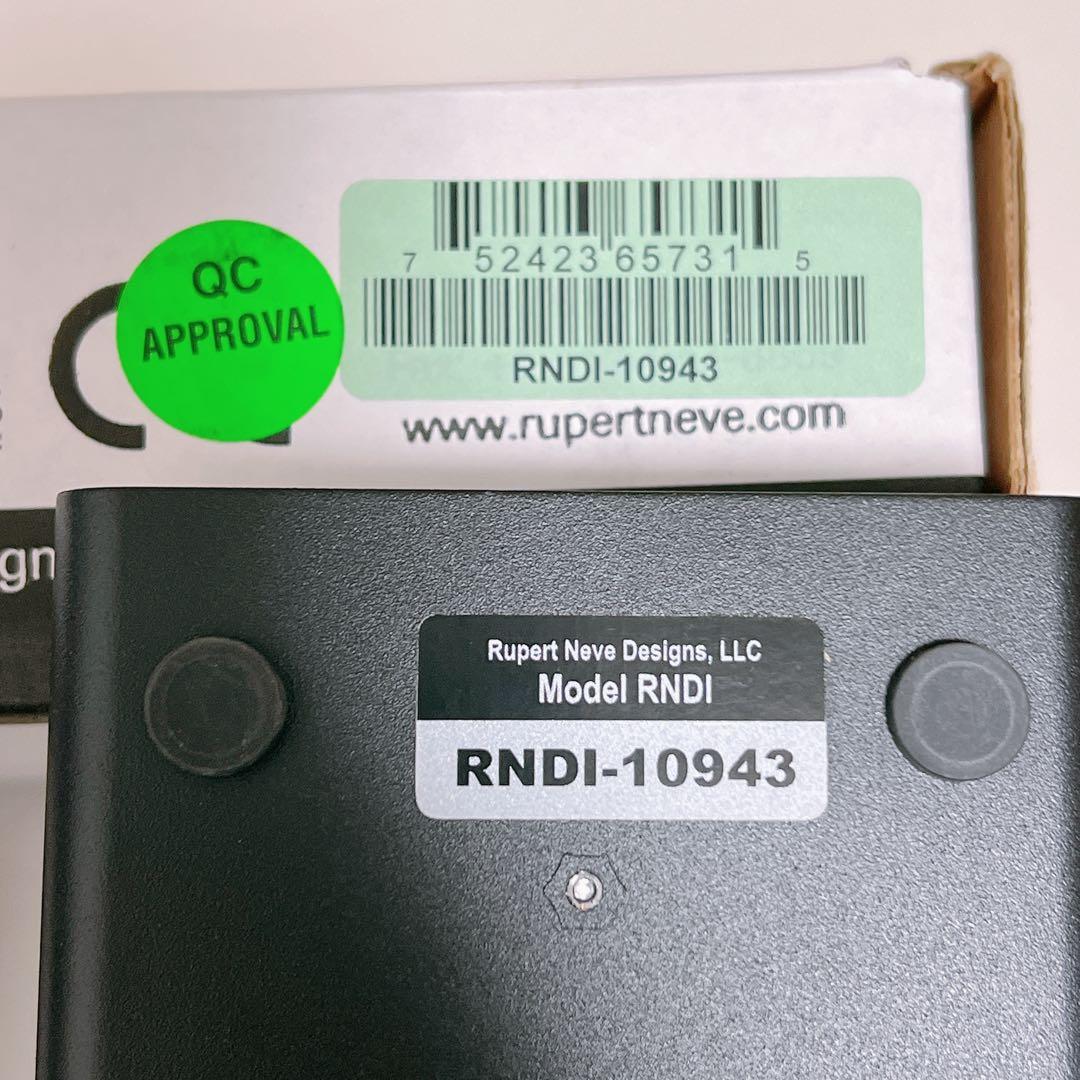 QC
APPROVAL
7 52423 65731 5
RNDI-10943
www.rupertneve.com
gn
Rupert Neve Designs, LLC
Model RNDI
RNDI-10943